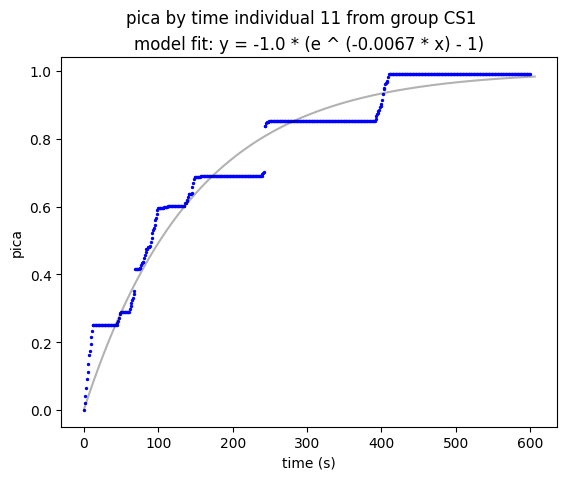 pica by time individual 11 from group CS1
model fit: y = -1.0 * (e ^ (-0.0067 * x) - 1)
1.0
0.8
0.6
0.4
0.2
0.0
pica
0 100 200 300 400 500 600
time (s)